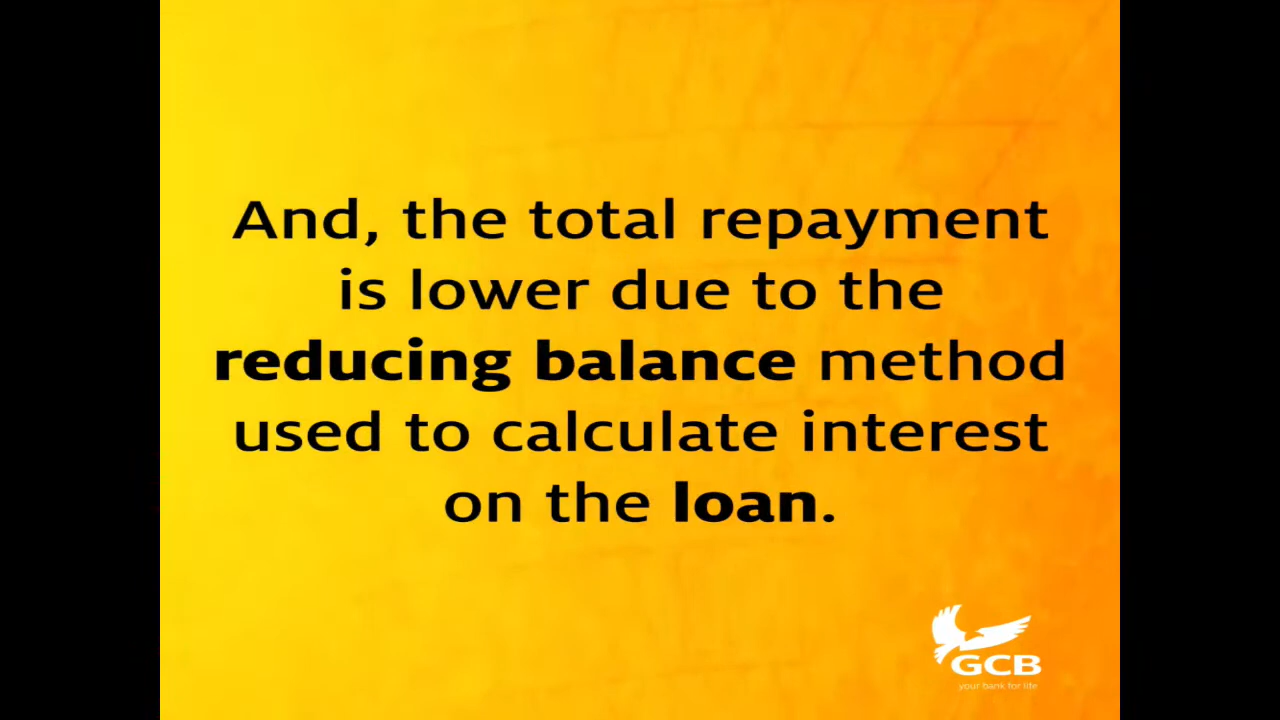 And, the total repayment
is lower due to the
reducing balance method
used to calculate interest
on the loan.
GCB
your bank for life